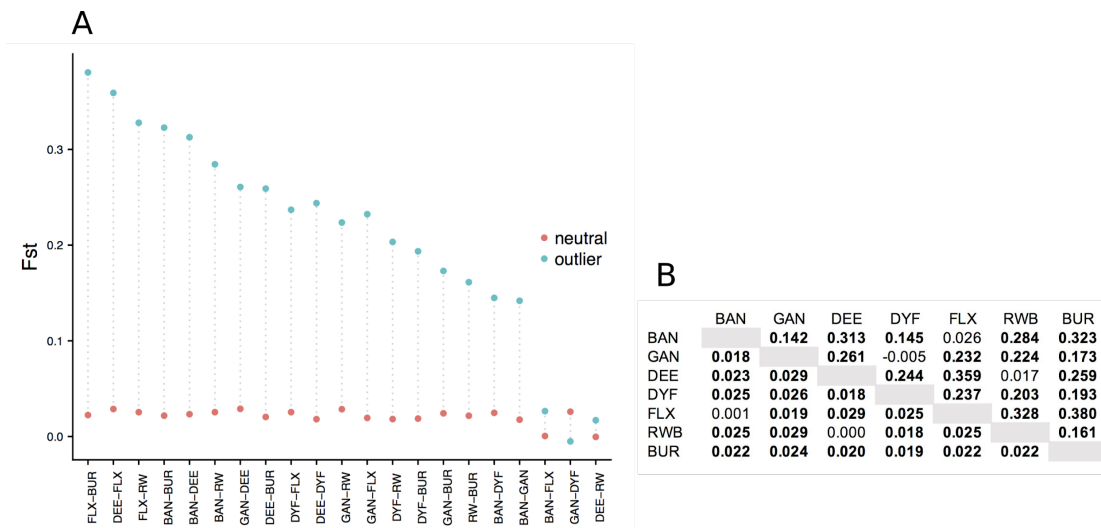 A
Fst
0.3
0.2
0.1
0.0
neutral
outlier
FLX−BUR
DEE−FLX
FLX−RW
BAN−BUR
BAN−DEE
BAN−RW
GAN−DEE
DEE−BUR
DYF−FLX
DEE−DYF
GAN−RW
GAN−FLX
DYF−RW
DYF−BUR
GAN−BUR
RW−BUR
BAN−DYF
BAN−GAN
BAN−FLX
GAN−DYF
DEE−RW
B
BAN GAN DEE DYF FLX RWB BUR
BAN 0.142 0.313 0.145 0.026 0.284 0.323
GAN 0.018 0.261 -0.005 0.232 0.224 0.173
DEE 0.023 0.029 0.244 0.359 0.017 0.259
DYF 0.025 0.026 0.018 0.237 0.203 0.193
FLX 0.001 0.019 0.029 0.025 0.328 0.380
RWB 0.025 0.029 0.000 0.018 0.025 0.161
BUR 0.022 0.024 0.020 0.019 0.022 0.022